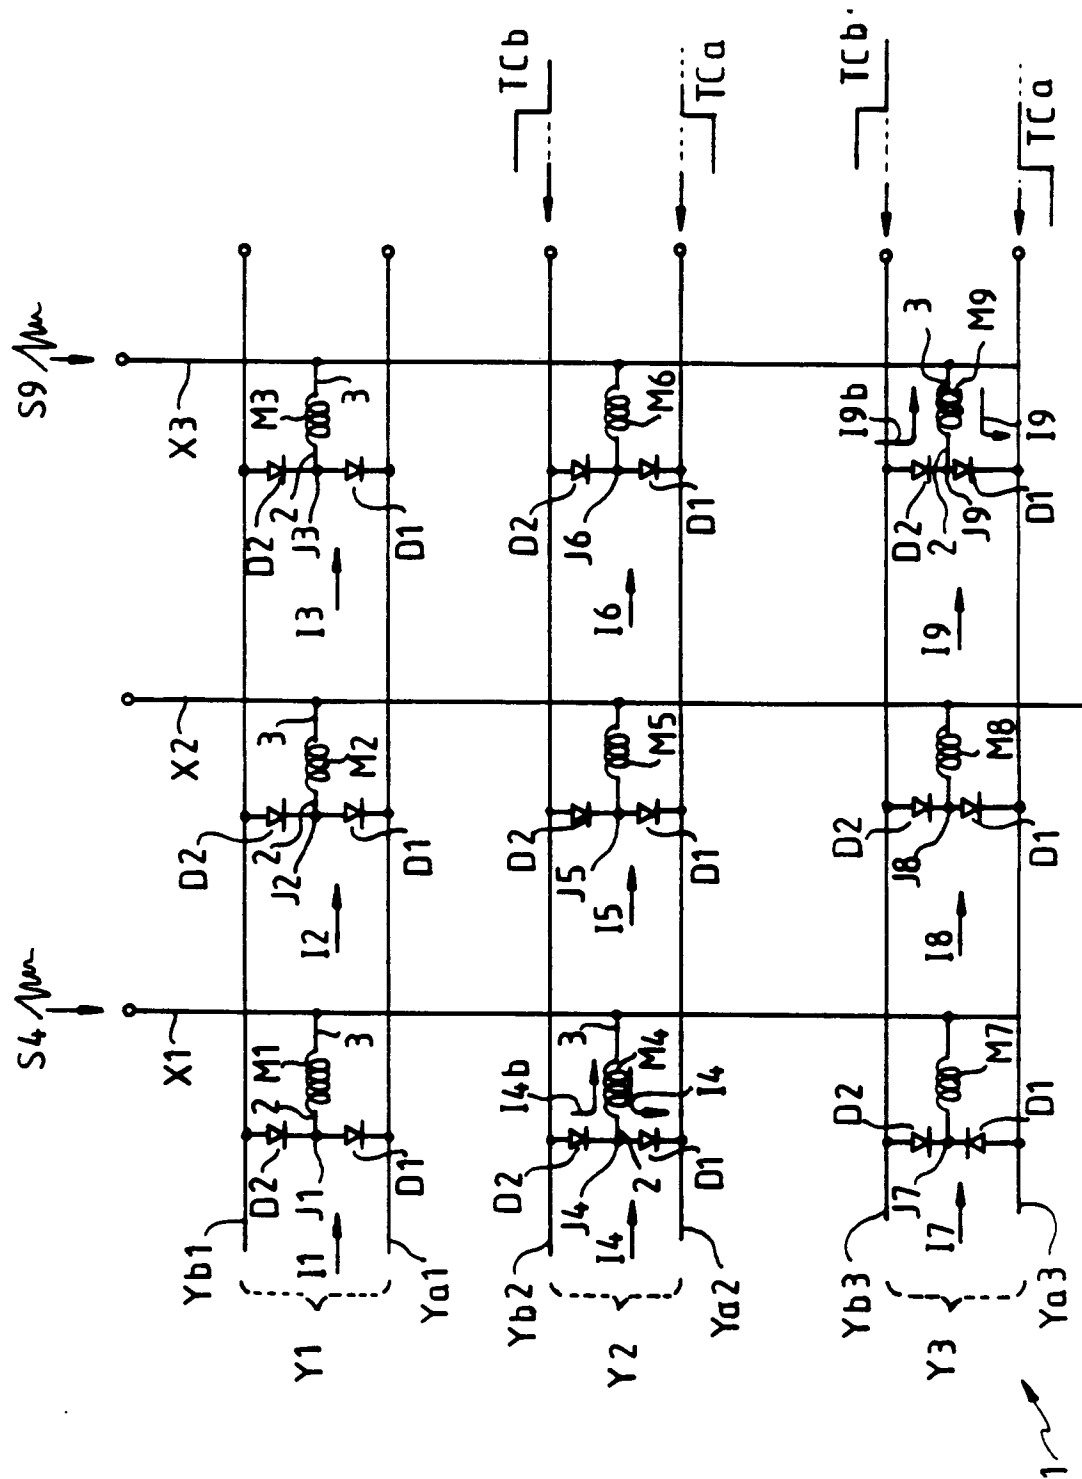 S4
S9
X1
X2
X3
TCb
TCa
TCb'
TCa
Y1
Yb1
Ya1
I1
D2
2
J1
M1
3
D1
I2
D2
2
J2
M2
3
D1
I3
D2
2
J3
M3
3
D1
Y2
Yb2
Ya2
I4
D2
J4
2
I4b
M4
3
I4
D1
I5
D2
J5
M5
D1
I6
D2
J6
M6
D1
Y3
Yb3
Ya3
I7
D2
J7
M7
D1
I8
D2
J8
M8
D1
I9
D2
2
J9
I9b
3
M9
I9
D1
1